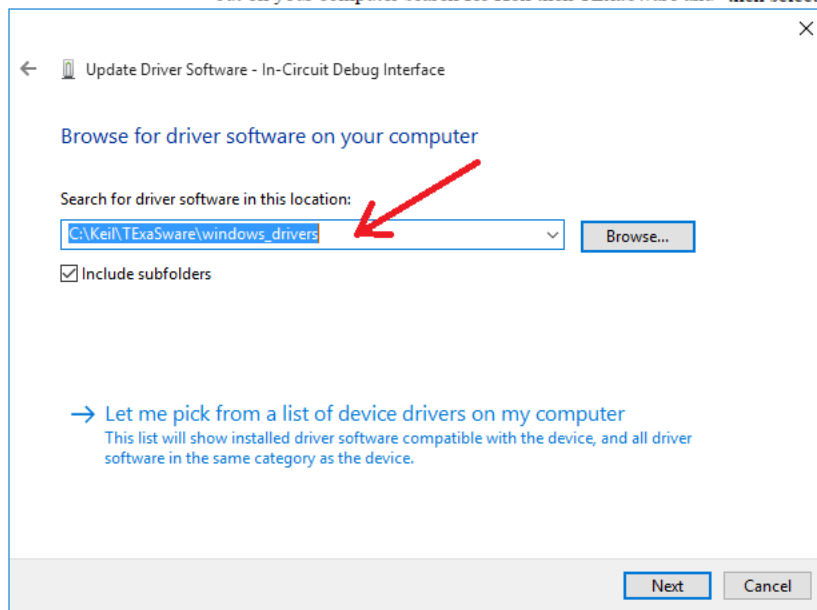 Update Driver Software - In-Circuit Debug Interface
Browse for driver software on your computer
Search for driver software in this location:
C:\Keil\TExaSware\windows_drivers
Browse...
Include subfolders
Let me pick from a list of device drivers on my computer
This list will show installed driver software compatible with the device, and all driver
software in the same category as the device.
Next
Cancel